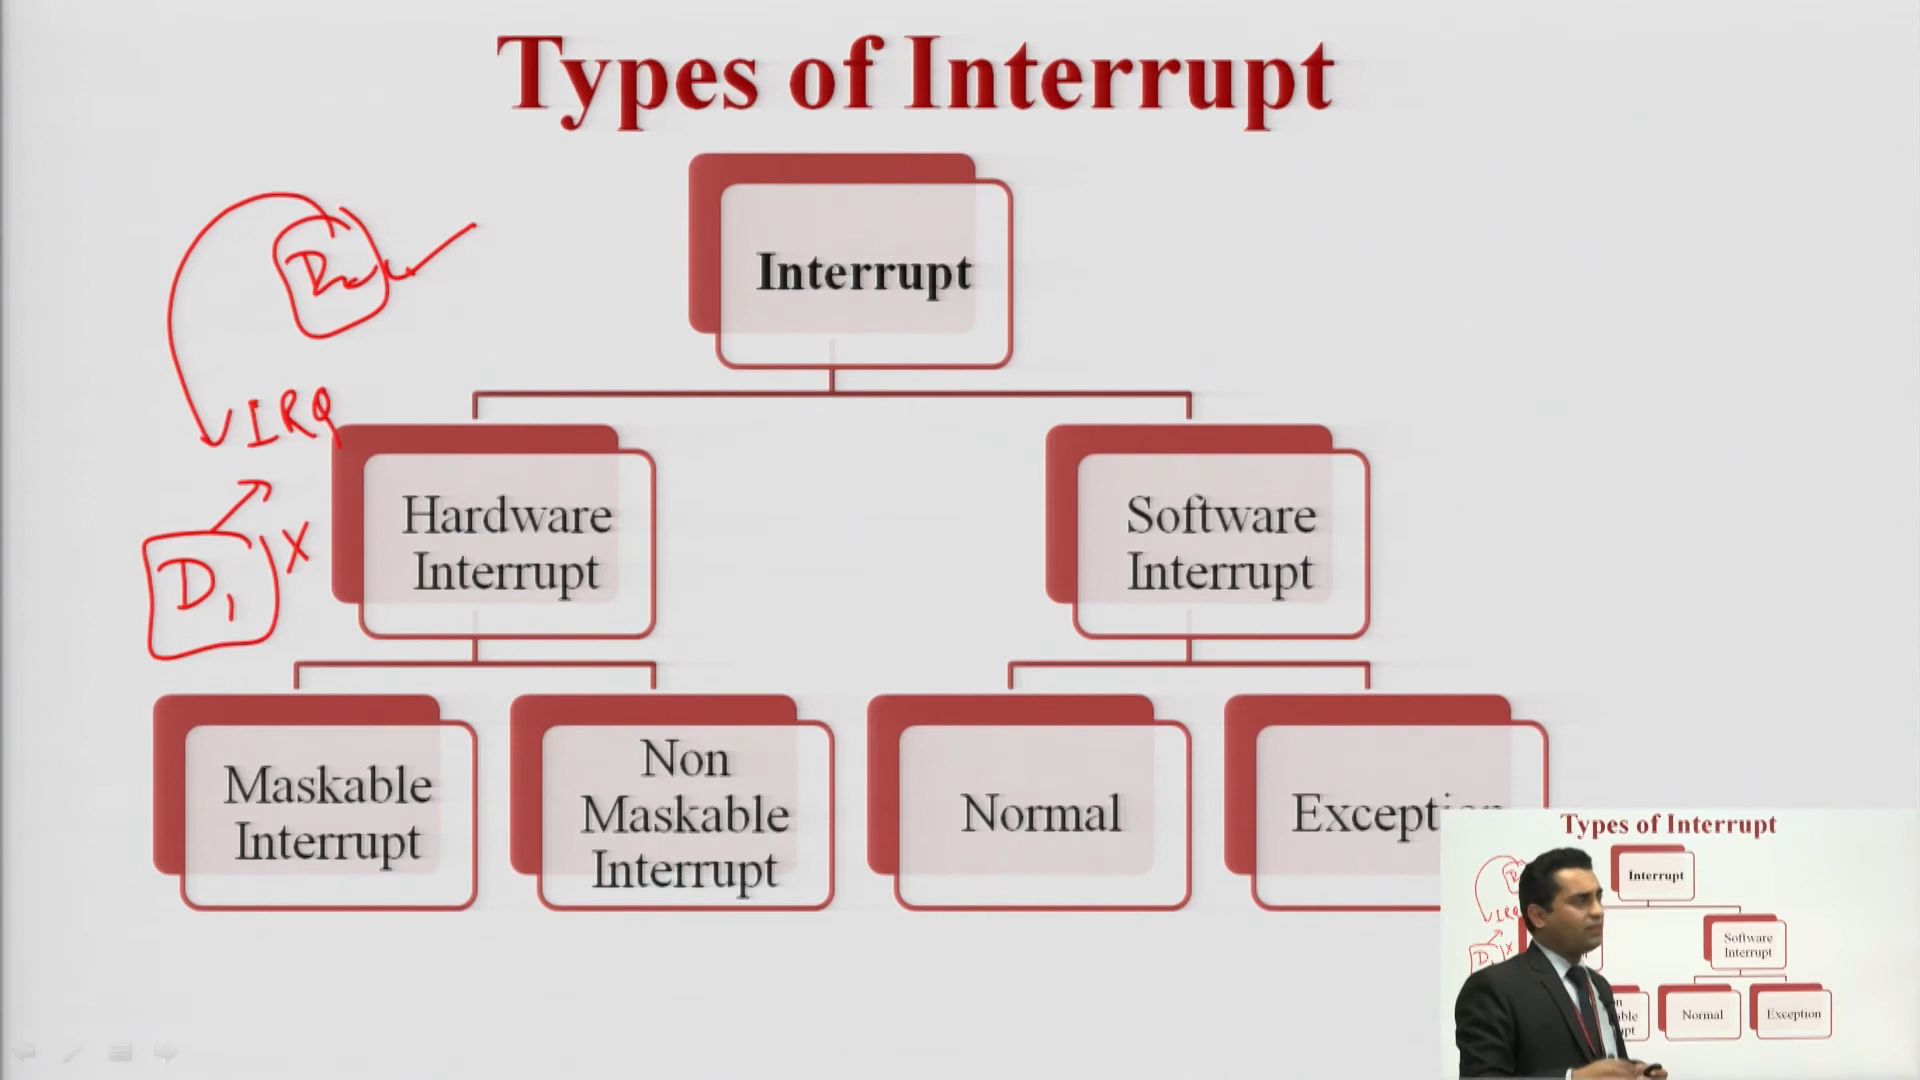 Types of Interrupt
Interrupt
IRQ
Hardware
Interrupt
Software
Interrupt
D1
X
Maskable
Interrupt
Non
Maskable
Interrupt
Normal
Types of Interrupt
Interrupt
Software
Interrupt
Normal
Exception